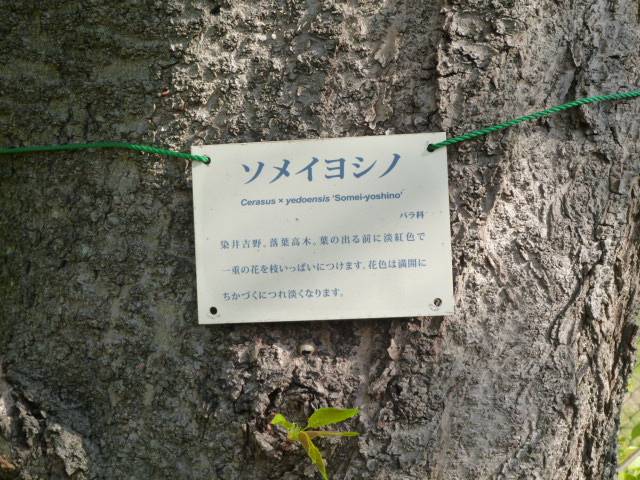 ソメイヨシノ
Cerasus × yedoensis 'Somei-yoshino'
バラ科
染井吉野。落葉高木。葉の出る前に淡紅色で
一重の花を枝いっぱいにつけます。花色は満開に
ちかづくにつれ淡くなります。